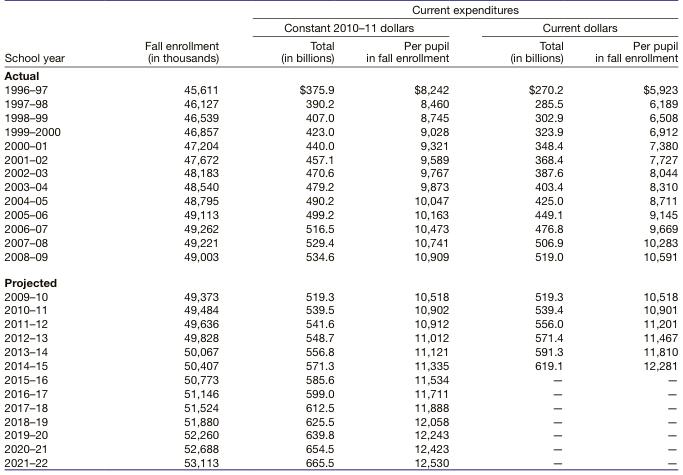 Current expenditures
Constant 2010–11 dollars Current dollars
Fall enrollment Total Per pupil Total Per pupil
School year (in thousands) (in billions) in fall enrollment (in billions) in fall enrollment
Actual
1996–97 45,611 $375.9 $8,242 $270.2 $5,923
1997–98 46,127 390.2 8,460 285.5 6,189
1998–99 46,539 407.0 8,745 302.9 6,508
1999–2000 46,857 423.0 9,028 323.9 6,912
2000–01 47,204 440.0 9,321 348.4 7,380
2001–02 47,672 457.1 9,589 368.4 7,727
2002–03 48,183 470.6 9,767 387.6 8,044
2003–04 48,540 479.2 9,873 403.4 8,310
2004–05 48,795 490.2 10,047 425.0 8,711
2005–06 49,113 499.2 10,163 449.1 9,145
2006–07 49,262 516.5 10,473 476.8 9,669
2007–08 49,221 529.4 10,741 506.9 10,283
2008–09 49,003 534.6 10,909 519.0 10,591
Projected
2009–10 49,373 519.3 10,518 519.3 10,518
2010–11 49,484 539.5 10,902 539.4 10,901
2011–12 49,636 541.6 10,912 556.0 11,201
2012–13 49,828 548.7 11,012 571.4 11,467
2013–14 50,067 556.8 11,121 591.3 11,810
2014–15 50,407 571.3 11,335 619.1 12,281
2015–16 50,773 585.6 11,534 — —
2016–17 51,146 599.0 11,711 — —
2017–18 51,524 612.5 11,888 — —
2018–19 51,880 625.5 12,058 — —
2019–20 52,260 639.8 12,243 — —
2020–21 52,688 654.5 12,423 — —
2021–22 53,113 665.5 12,530 — —